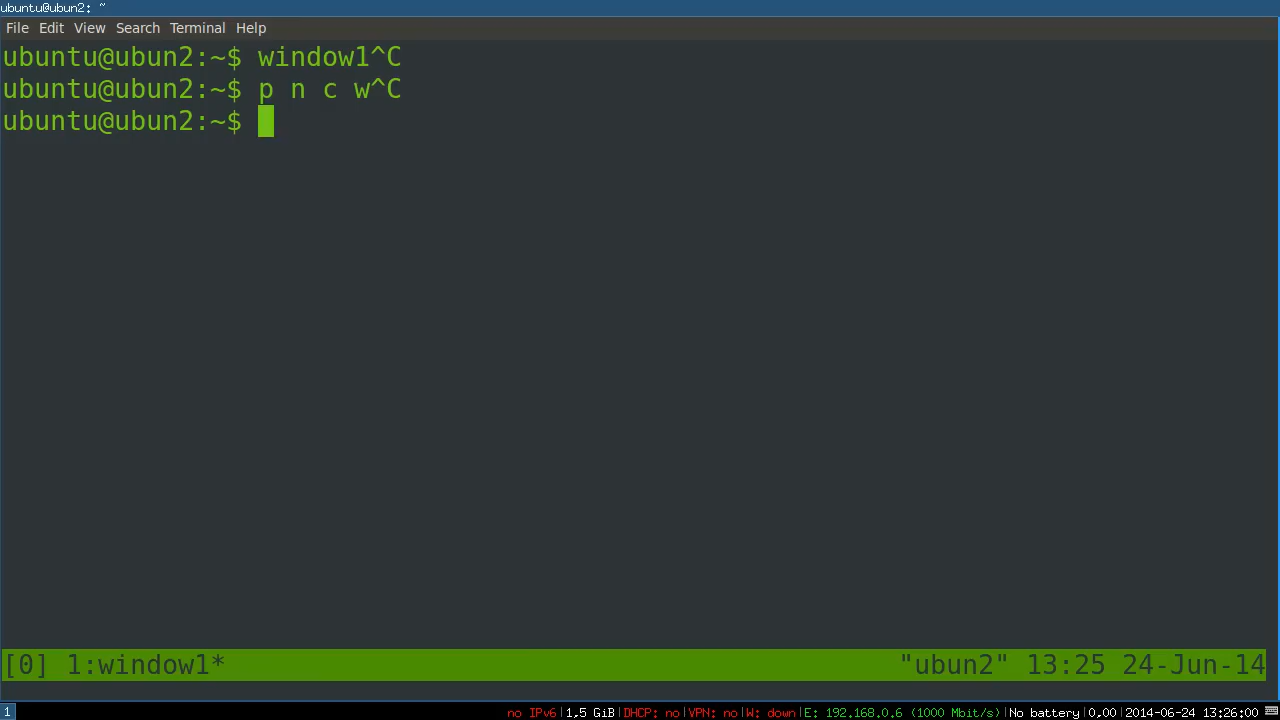 ubuntu@ubun2: ~
File Edit View Search Terminal Help
ubuntu@ubun2:~$ window1^C
ubuntu@ubun2:~$ p n c w^C
ubuntu@ubun2:~$
[0] 1:window1* "ubun2" 13:25 24-Jun-14
1 no IPv6|1,5 GiB|DHCP: no|VPN: no|W: down|E: 192.168.0.6 (1000 Mbit/s)|No battery|0.00|2014-06-24 13:26:00